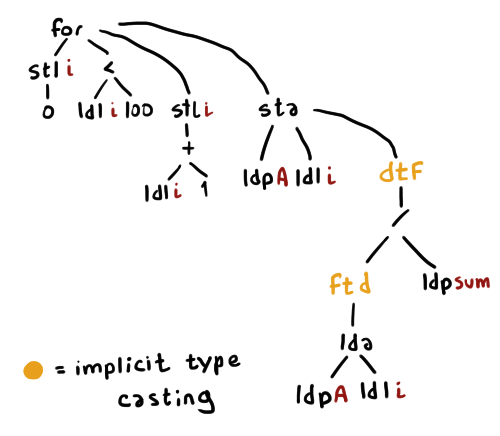 for
stl i <
0 ldl i 100 stl i sta
+ ldp A ldl i dtF
ldl i 1 /
ftd ldp sum
lda
= implicit type
casting
ldp A ldl i